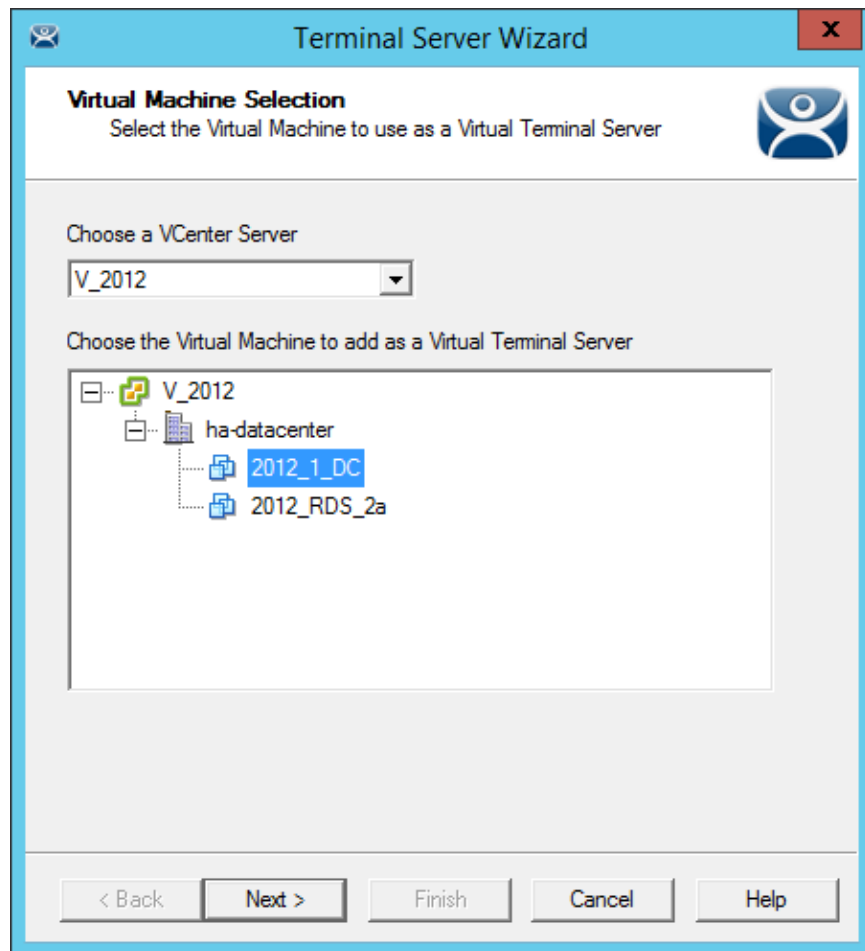 Terminal Server Wizard
x
Virtual Machine Selection
Select the Virtual Machine to use as a Virtual Terminal Server
Choose a VCenter Server
V_2012
Choose the Virtual Machine to add as a Virtual Terminal Server
V_2012
ha-datacenter
2012_1_DC
2012_RDS_2a
< Back Next > Finish Cancel Help